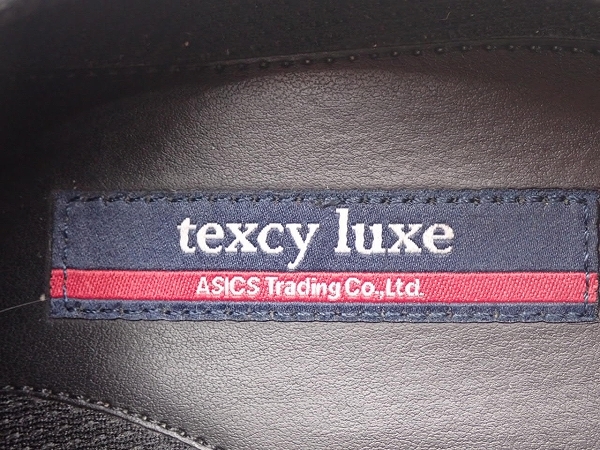 texcy luxe
ASICS Trading Co.,Ltd.